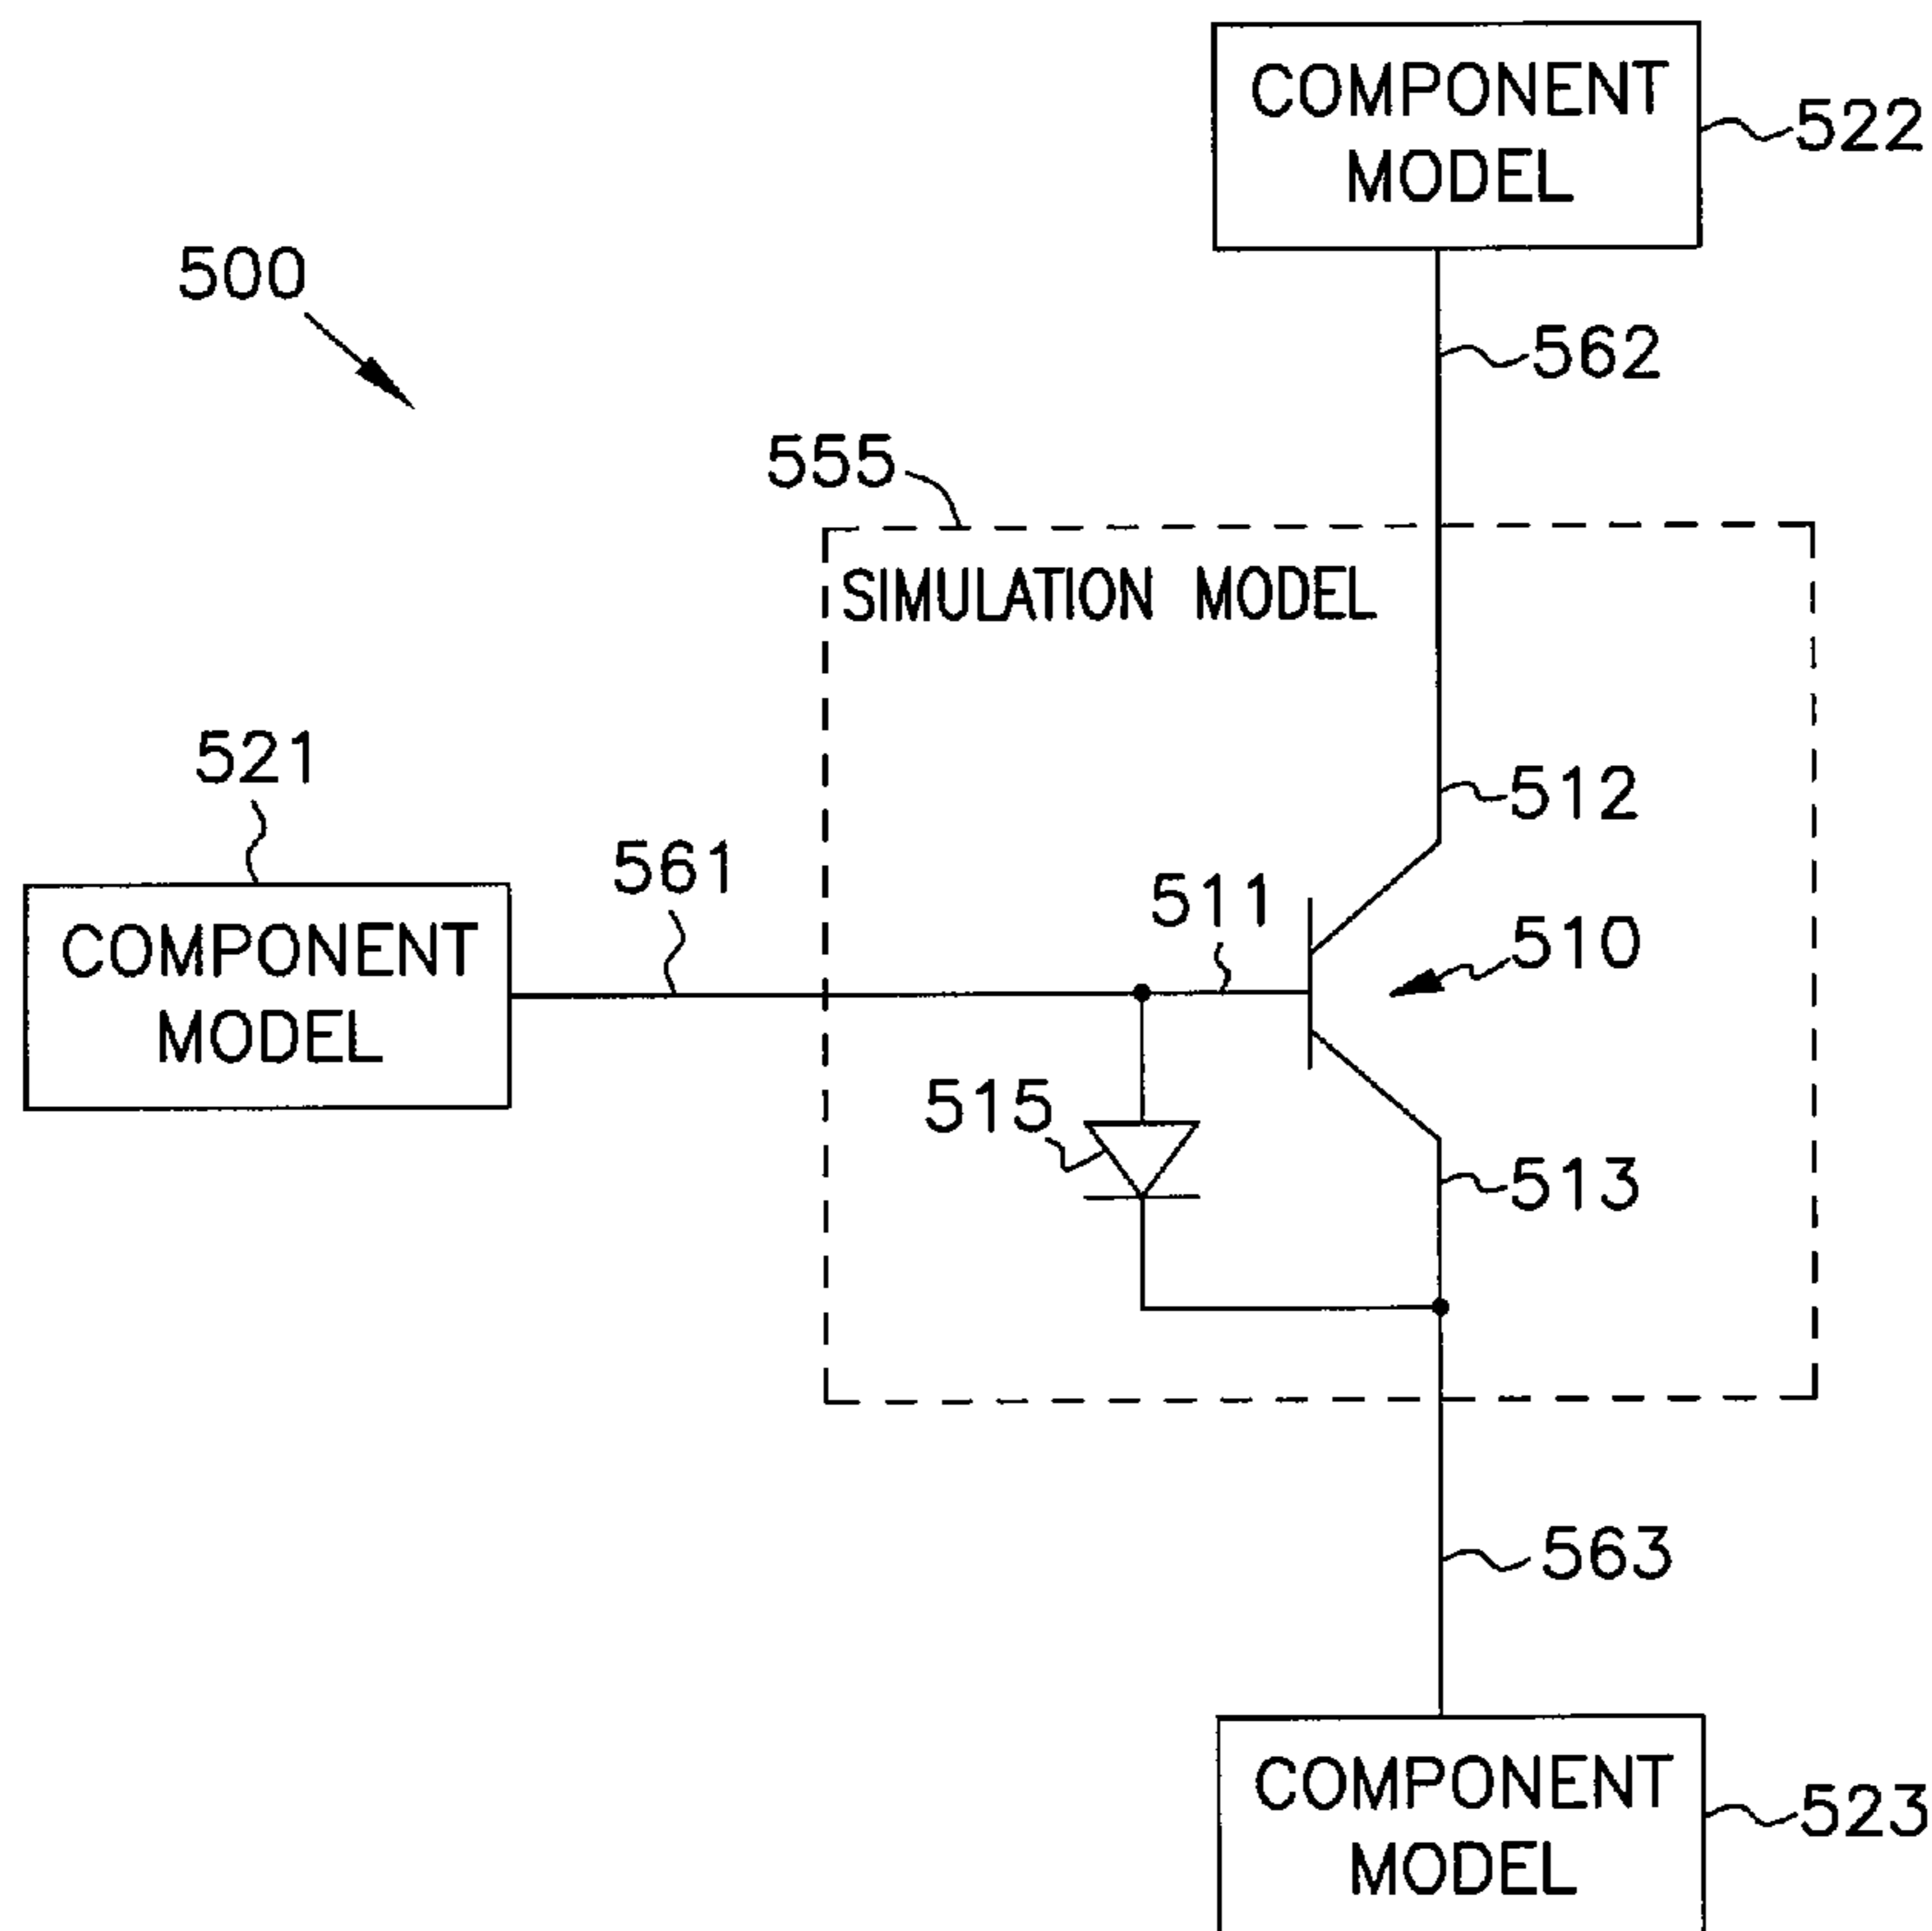 COMPONENT
MODEL
522
500
562
555
SIMULATION MODEL
521
512
561
511
510
COMPONENT
MODEL
515
513
563
COMPONENT
MODEL
523